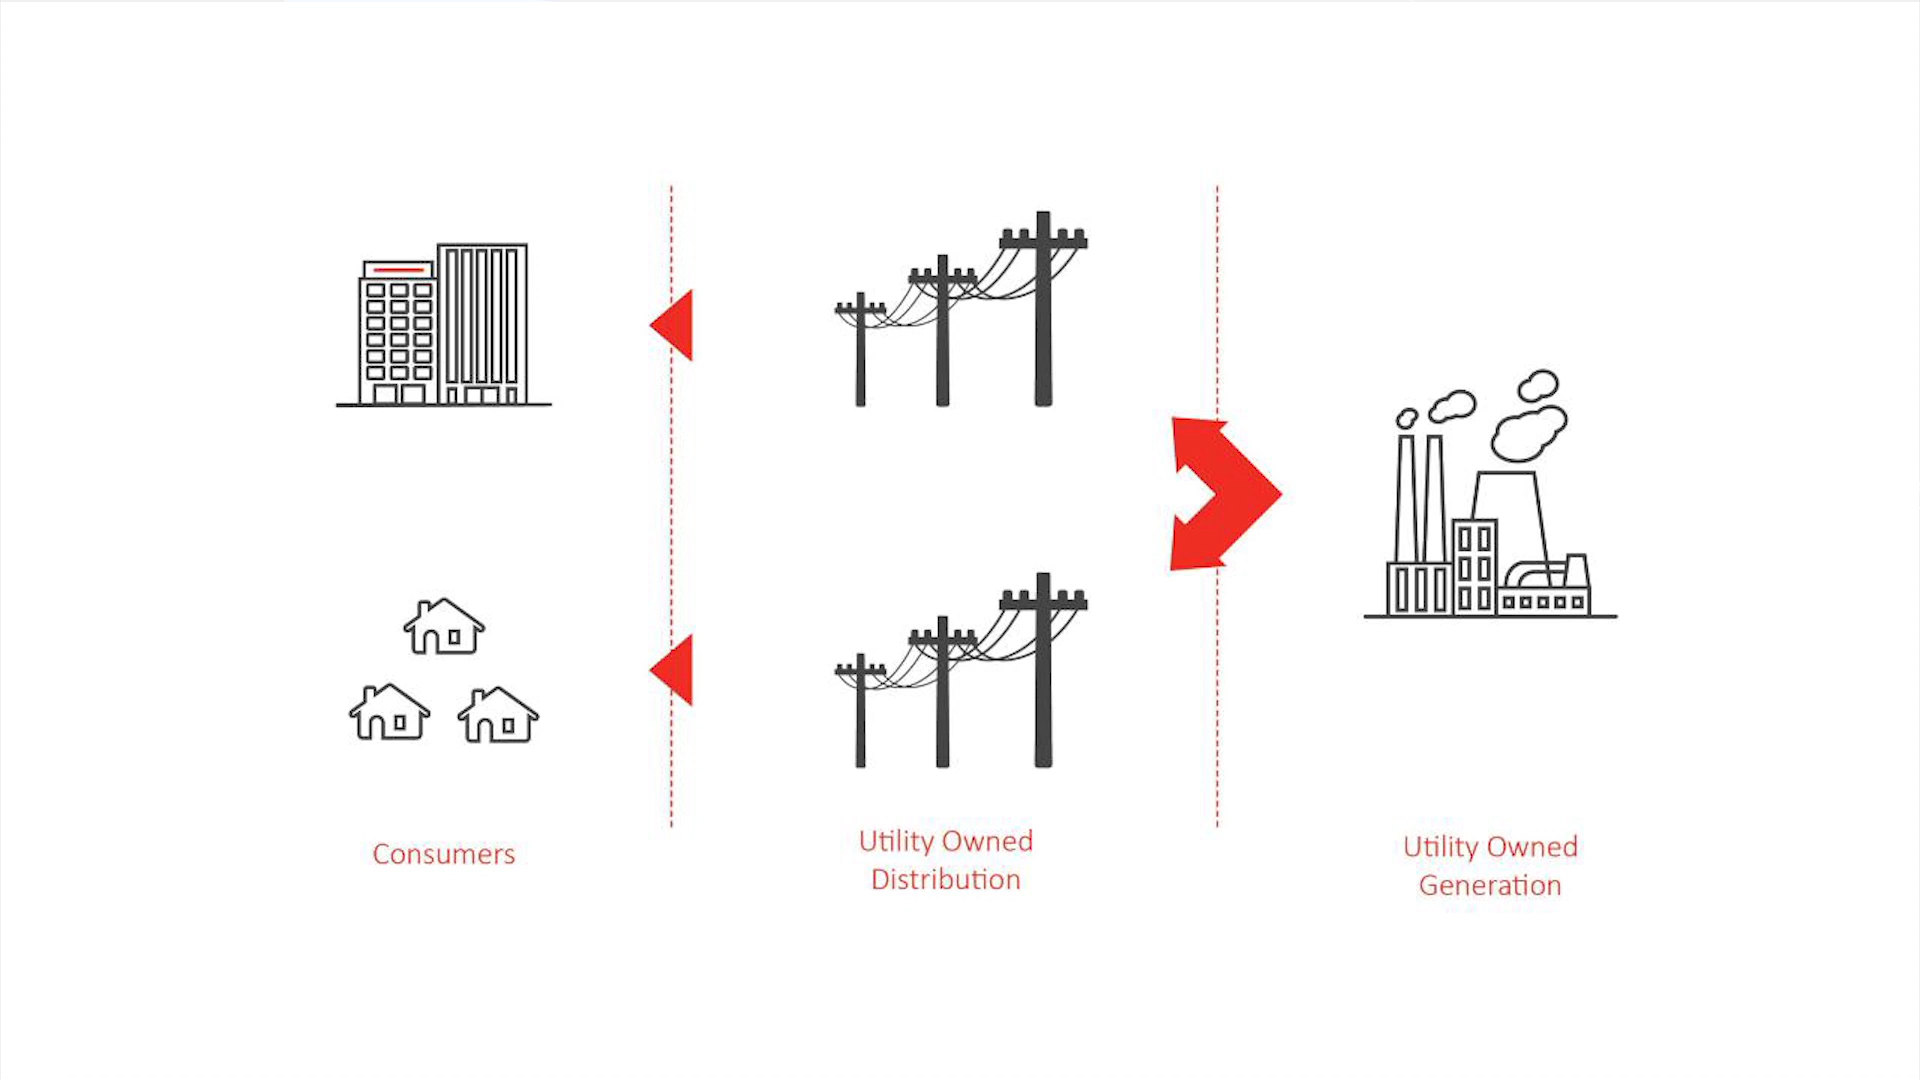 Consumers
Utility Owned
Distribution
Utility Owned
Generation